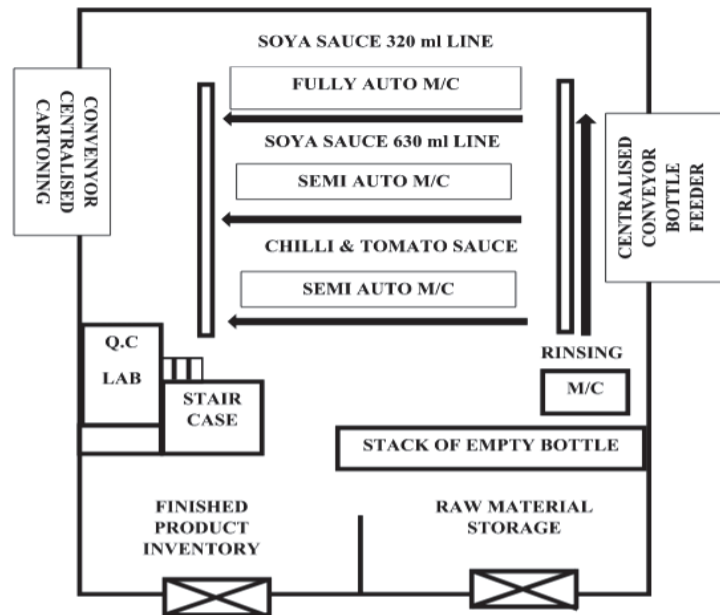 SOYA SAUCE 320 ml LINE
FULLY AUTO M/C
SOYA SAUCE 630 ml LINE
SEMI AUTO M/C
CHILLI & TOMATO SAUCE
SEMI AUTO M/C
CONVENYOR
CENTRALISED
CARTONING
CENTRALISED
CONVEYOR
BOTTLE
FEEDER
Q.C
LAB
STAIR
CASE
RINSING
M/C
STACK OF EMPTY BOTTLE
FINISHED
PRODUCT
INVENTORY
RAW MATERIAL
STORAGE